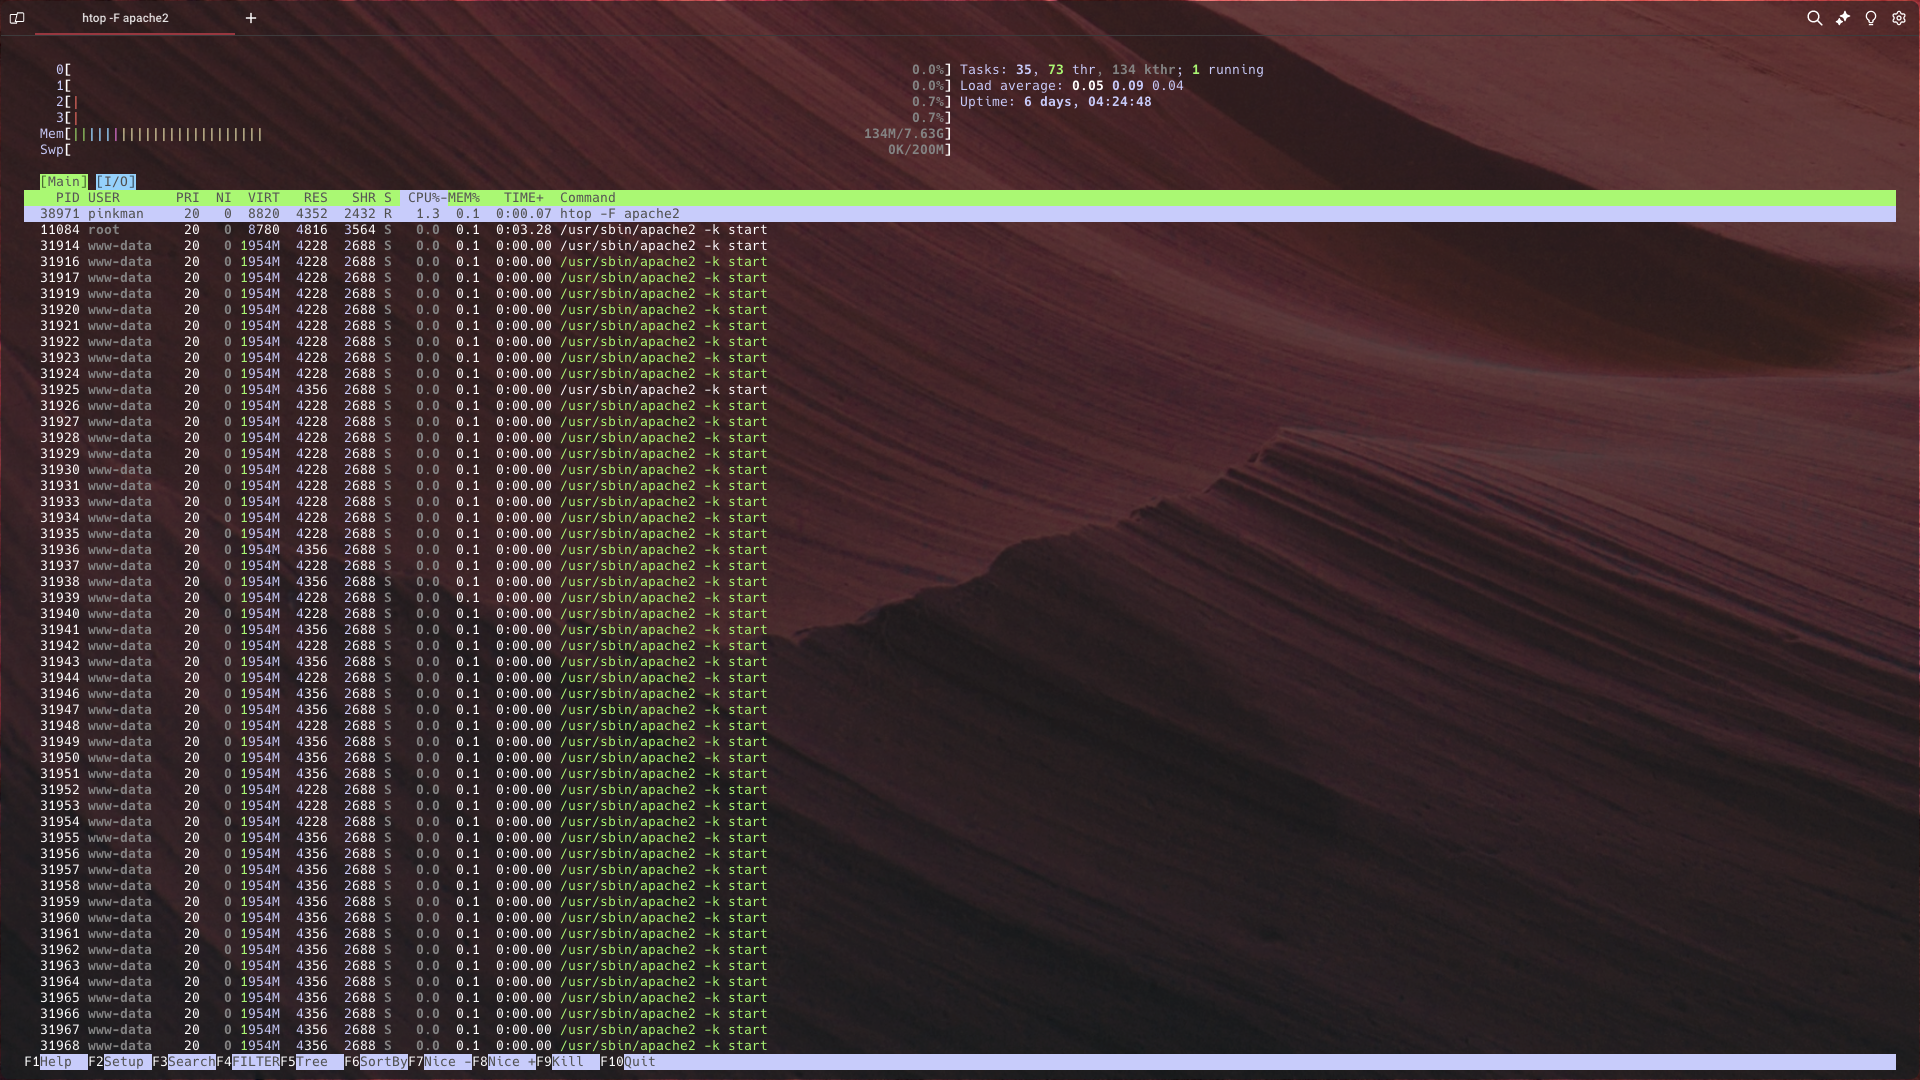 htop -F apache2
0[ 0.0%] Tasks: 35, 73 thr, 134 kthr; 1 running
1[ 0.0%] Load average: 0.05 0.09 0.04
2[| 0.7%] Uptime: 6 days, 04:24:48
3[| 0.7%]
Mem[|||||||||||||||||||||||| 134M/7.63G]
Swp[ 0K/200M]
[Main] [I/O]
PID USER PRI NI VIRT RES SHR S CPU%-MEM% TIME+ Command
38971 pinkman 20 0 8820 4352 2432 R 1.3 0.1 0:00.07 htop -F apache2
11084 root 20 0 8780 4816 3564 S 0.0 0.1 0:03.28 /usr/sbin/apache2 -k start
31914 www-data 20 0 1954M 4228 2688 S 0.0 0.1 0:00.00 /usr/sbin/apache2 -k start
31916 www-data 20 0 1954M 4228 2688 S 0.0 0.1 0:00.00 /usr/sbin/apache2 -k start
31917 www-data 20 0 1954M 4228 2688 S 0.0 0.1 0:00.00 /usr/sbin/apache2 -k start
31919 www-data 20 0 1954M 4228 2688 S 0.0 0.1 0:00.00 /usr/sbin/apache2 -k start
31920 www-data 20 0 1954M 4228 2688 S 0.0 0.1 0:00.00 /usr/sbin/apache2 -k start
31921 www-data 20 0 1954M 4228 2688 S 0.0 0.1 0:00.00 /usr/sbin/apache2 -k start
31922 www-data 20 0 1954M 4228 2688 S 0.0 0.1 0:00.00 /usr/sbin/apache2 -k start
31923 www-data 20 0 1954M 4228 2688 S 0.0 0.1 0:00.00 /usr/sbin/apache2 -k start
31924 www-data 20 0 1954M 4228 2688 S 0.0 0.1 0:00.00 /usr/sbin/apache2 -k start
31925 www-data 20 0 1954M 4356 2688 S 0.0 0.1 0:00.00 /usr/sbin/apache2 -k start
31926 www-data 20 0 1954M 4228 2688 S 0.0 0.1 0:00.00 /usr/sbin/apache2 -k start
31927 www-data 20 0 1954M 4228 2688 S 0.0 0.1 0:00.00 /usr/sbin/apache2 -k start
31928 www-data 20 0 1954M 4228 2688 S 0.0 0.1 0:00.00 /usr/sbin/apache2 -k start
31929 www-data 20 0 1954M 4228 2688 S 0.0 0.1 0:00.00 /usr/sbin/apache2 -k start
31930 www-data 20 0 1954M 4228 2688 S 0.0 0.1 0:00.00 /usr/sbin/apache2 -k start
31931 www-data 20 0 1954M 4228 2688 S 0.0 0.1 0:00.00 /usr/sbin/apache2 -k start
31933 www-data 20 0 1954M 4228 2688 S 0.0 0.1 0:00.00 /usr/sbin/apache2 -k start
31934 www-data 20 0 1954M 4228 2688 S 0.0 0.1 0:00.00 /usr/sbin/apache2 -k start
31935 www-data 20 0 1954M 4228 2688 S 0.0 0.1 0:00.00 /usr/sbin/apache2 -k start
31936 www-data 20 0 1954M 4356 2688 S 0.0 0.1 0:00.00 /usr/sbin/apache2 -k start
31937 www-data 20 0 1954M 4228 2688 S 0.0 0.1 0:00.00 /usr/sbin/apache2 -k start
31938 www-data 20 0 1954M 4356 2688 S 0.0 0.1 0:00.00 /usr/sbin/apache2 -k start
31939 www-data 20 0 1954M 4228 2688 S 0.0 0.1 0:00.00 /usr/sbin/apache2 -k start
31940 www-data 20 0 1954M 4228 2688 S 0.0 0.1 0:00.00 /usr/sbin/apache2 -k start
31941 www-data 20 0 1954M 4356 2688 S 0.0 0.1 0:00.00 /usr/sbin/apache2 -k start
31942 www-data 20 0 1954M 4228 2688 S 0.0 0.1 0:00.00 /usr/sbin/apache2 -k start
31943 www-data 20 0 1954M 4356 2688 S 0.0 0.1 0:00.00 /usr/sbin/apache2 -k start
31944 www-data 20 0 1954M 4228 2688 S 0.0 0.1 0:00.00 /usr/sbin/apache2 -k start
31946 www-data 20 0 1954M 4356 2688 S 0.0 0.1 0:00.00 /usr/sbin/apache2 -k start
31947 www-data 20 0 1954M 4356 2688 S 0.0 0.1 0:00.00 /usr/sbin/apache2 -k start
31948 www-data 20 0 1954M 4228 2688 S 0.0 0.1 0:00.00 /usr/sbin/apache2 -k start
31949 www-data 20 0 1954M 4356 2688 S 0.0 0.1 0:00.00 /usr/sbin/apache2 -k start
31950 www-data 20 0 1954M 4356 2688 S 0.0 0.1 0:00.00 /usr/sbin/apache2 -k start
31951 www-data 20 0 1954M 4356 2688 S 0.0 0.1 0:00.00 /usr/sbin/apache2 -k start
31952 www-data 20 0 1954M 4228 2688 S 0.0 0.1 0:00.00 /usr/sbin/apache2 -k start
31953 www-data 20 0 1954M 4228 2688 S 0.0 0.1 0:00.00 /usr/sbin/apache2 -k start
31954 www-data 20 0 1954M 4228 2688 S 0.0 0.1 0:00.00 /usr/sbin/apache2 -k start
31955 www-data 20 0 1954M 4356 2688 S 0.0 0.1 0:00.00 /usr/sbin/apache2 -k start
31956 www-data 20 0 1954M 4356 2688 S 0.0 0.1 0:00.00 /usr/sbin/apache2 -k start
31957 www-data 20 0 1954M 4356 2688 S 0.0 0.1 0:00.00 /usr/sbin/apache2 -k start
31958 www-data 20 0 1954M 4356 2688 S 0.0 0.1 0:00.00 /usr/sbin/apache2 -k start
31959 www-data 20 0 1954M 4356 2688 S 0.0 0.1 0:00.00 /usr/sbin/apache2 -k start
31960 www-data 20 0 1954M 4356 2688 S 0.0 0.1 0:00.00 /usr/sbin/apache2 -k start
31961 www-data 20 0 1954M 4356 2688 S 0.0 0.1 0:00.00 /usr/sbin/apache2 -k start
31962 www-data 20 0 1954M 4356 2688 S 0.0 0.1 0:00.00 /usr/sbin/apache2 -k start
31963 www-data 20 0 1954M 4356 2688 S 0.0 0.1 0:00.00 /usr/sbin/apache2 -k start
31964 www-data 20 0 1954M 4356 2688 S 0.0 0.1 0:00.00 /usr/sbin/apache2 -k start
31965 www-data 20 0 1954M 4356 2688 S 0.0 0.1 0:00.00 /usr/sbin/apache2 -k start
31966 www-data 20 0 1954M 4356 2688 S 0.0 0.1 0:00.00 /usr/sbin/apache2 -k start
31967 www-data 20 0 1954M 4356 2688 S 0.0 0.1 0:00.00 /usr/sbin/apache2 -k start
31968 www-data 20 0 1954M 4356 2688 S 0.0 0.1 0:00.00 /usr/sbin/apache2 -k start
F1Help F2Setup F3SearchF4FILTERF5Tree F6SortByF7Nice -F8Nice +F9Kill F10Quit